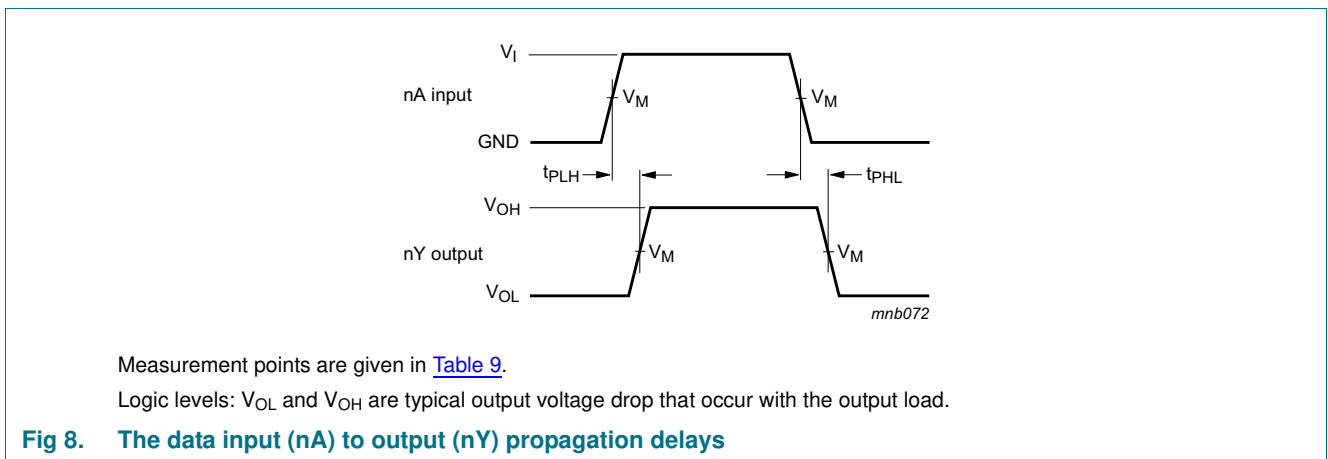 VI
nA input
VM
VM
GND
tPLH
tPHL
VOH
nY output
VM
VM
VOL
mnb072
Measurement points are given in Table 9.
Logic levels: VOL and VOH are typical output voltage drop that occur with the output load.
Fig 8. The data input (nA) to output (nY) propagation delays